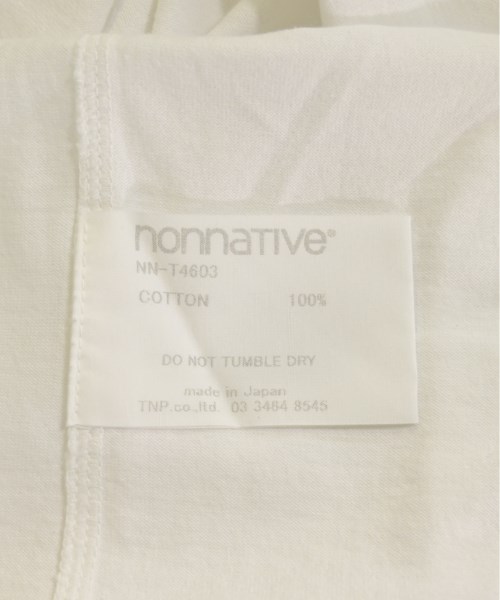 nonnative®
NN-T4603
COTTON 100%
DO NOT TUMBLE DRY
made in Japan
TNP.co.,ltd. 03 3464 8545